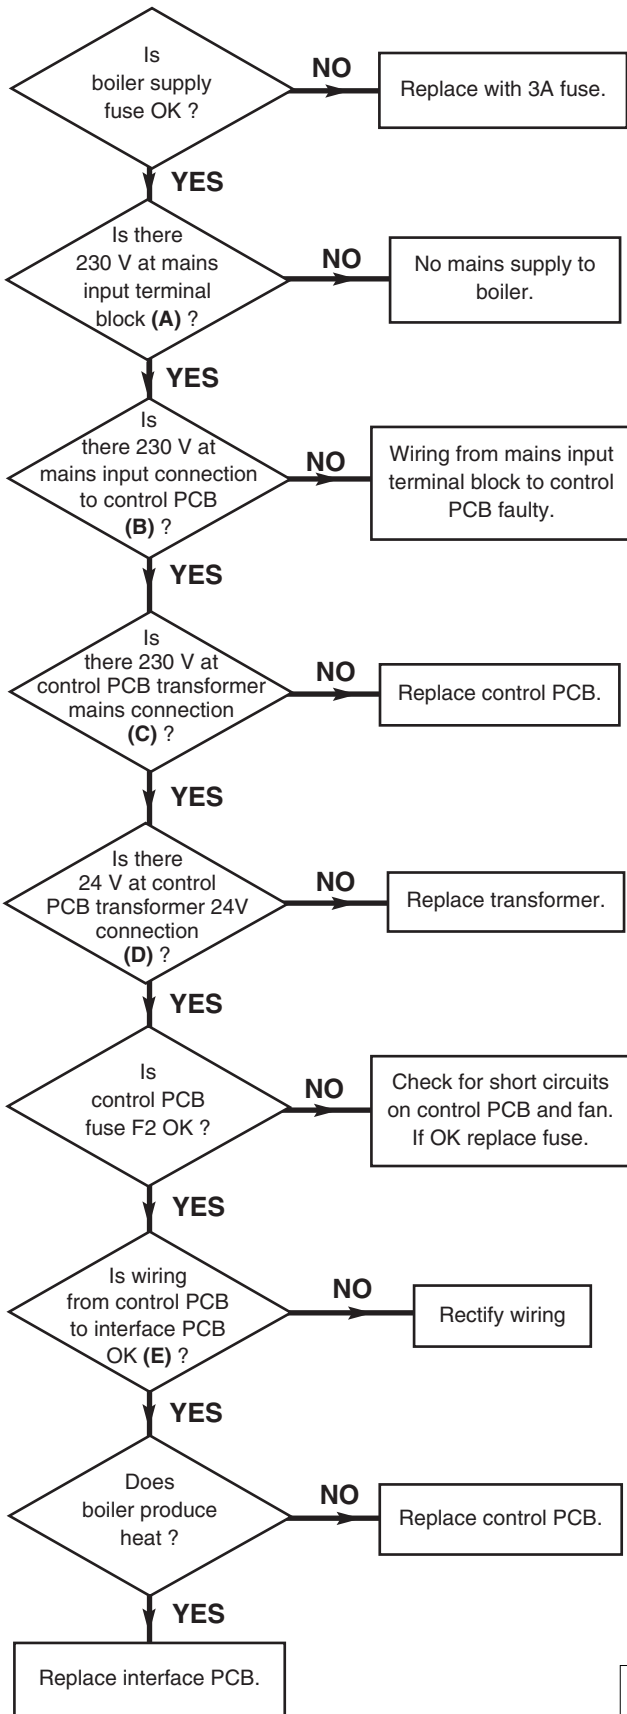 Is
boiler supply
fuse OK ?
NO
Replace with 3A fuse.
YES
Is there
230 V at mains
input terminal
block (A) ?
NO
No mains supply to
boiler.
YES
Is
there 230 V at
mains input connection
to control PCB
(B) ?
NO
Wiring from mains input
terminal block to control
PCB faulty.
YES
Is
there 230 V at
control PCB transformer
mains connection
(C) ?
NO
Replace control PCB.
YES
Is there
24 V at control
PCB transformer 24V
connection
(D) ?
NO
Replace transformer.
YES
Is
control PCB
fuse F2 OK ?
NO
Check for short circuits
on control PCB and fan.
If OK replace fuse.
YES
Is wiring
from control PCB
to interface PCB
OK (E) ?
NO
Rectify wiring
YES
Does
boiler produce
heat ?
NO
Replace control PCB.
YES
Replace interface PCB.